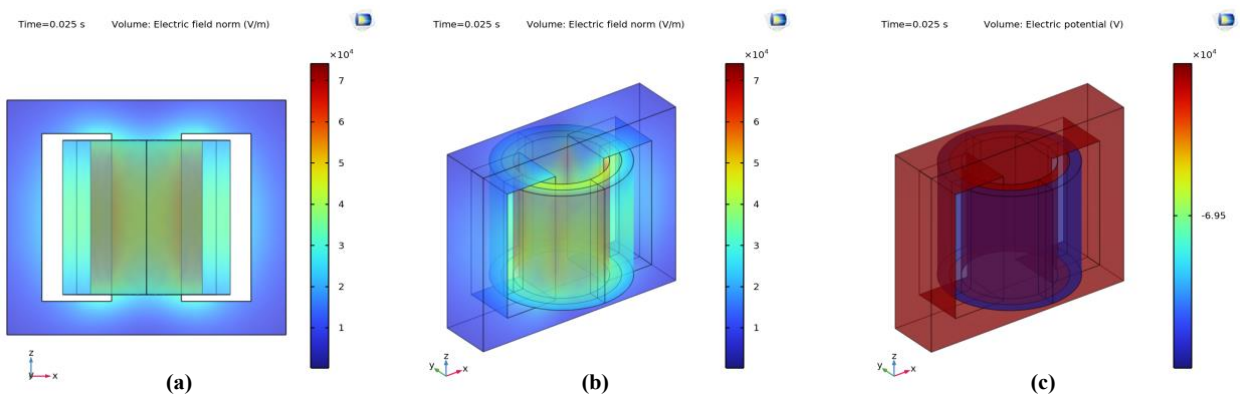 Time=0.025 s Volume: Electric field norm (V/m)
×10⁴
7
6
5
4
3
2
1
z
y x
(a)
Time=0.025 s Volume: Electric field norm (V/m)
×10⁴
7
6
5
4
3
2
1
z
y x
(b)
Time=0.025 s Volume: Electric potential (V)
×10⁴
-6.95
z
y x
(c)